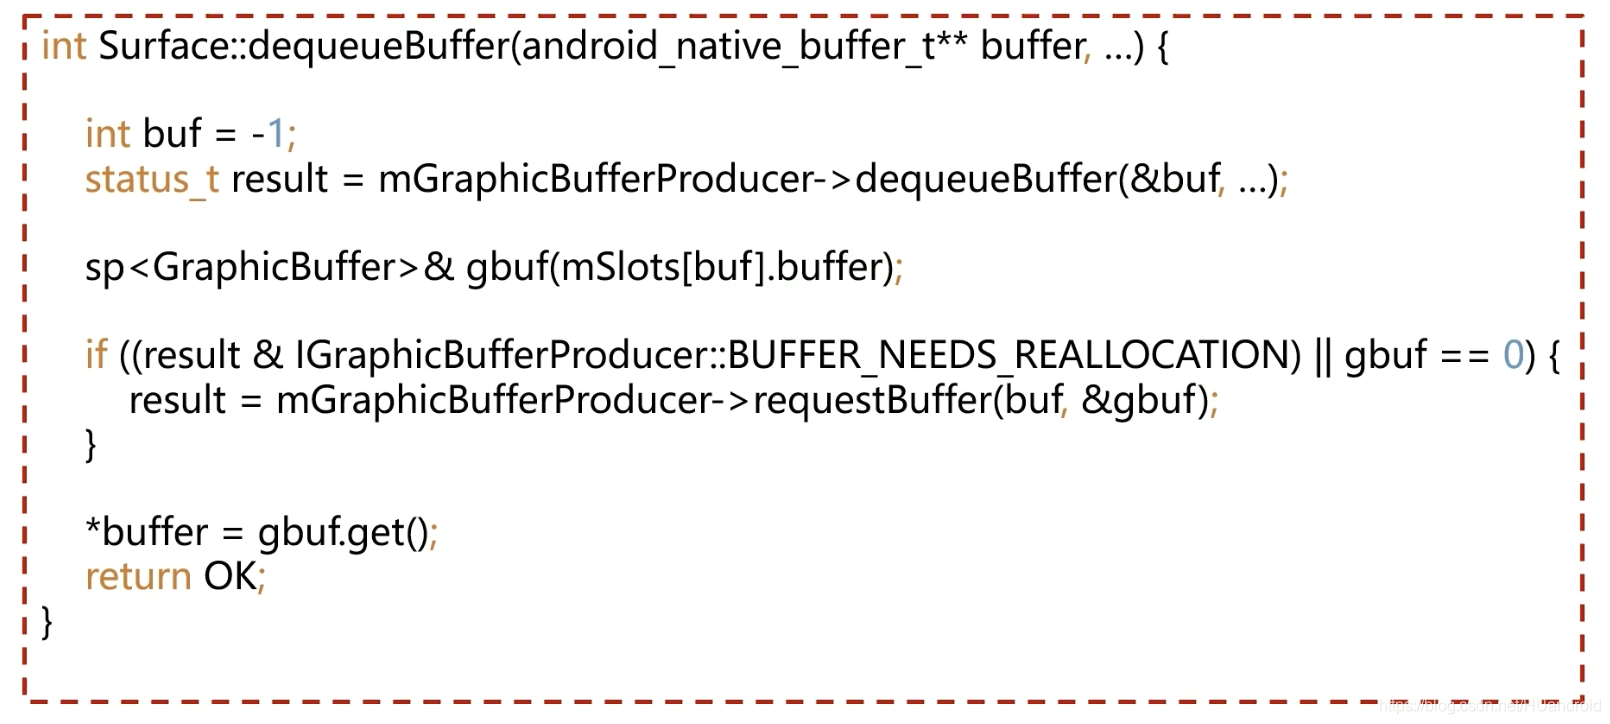 int Surface::dequeueBuffer(android_native_buffer_t** buffer, ...) {
int buf = -1;
status_t result = mGraphicBufferProducer->dequeueBuffer(&buf, ...);
sp<GraphicBuffer>& gbuf(mSlots[buf].buffer);
if ((result & IGraphicBufferProducer::BUFFER_NEEDS_REALLOCATION) || gbuf == 0) {
result = mGraphicBufferProducer->requestBuffer(buf, &gbuf);
}
*buffer = gbuf.get();
return OK;
}
https://blog.csdn.net/HUandroid